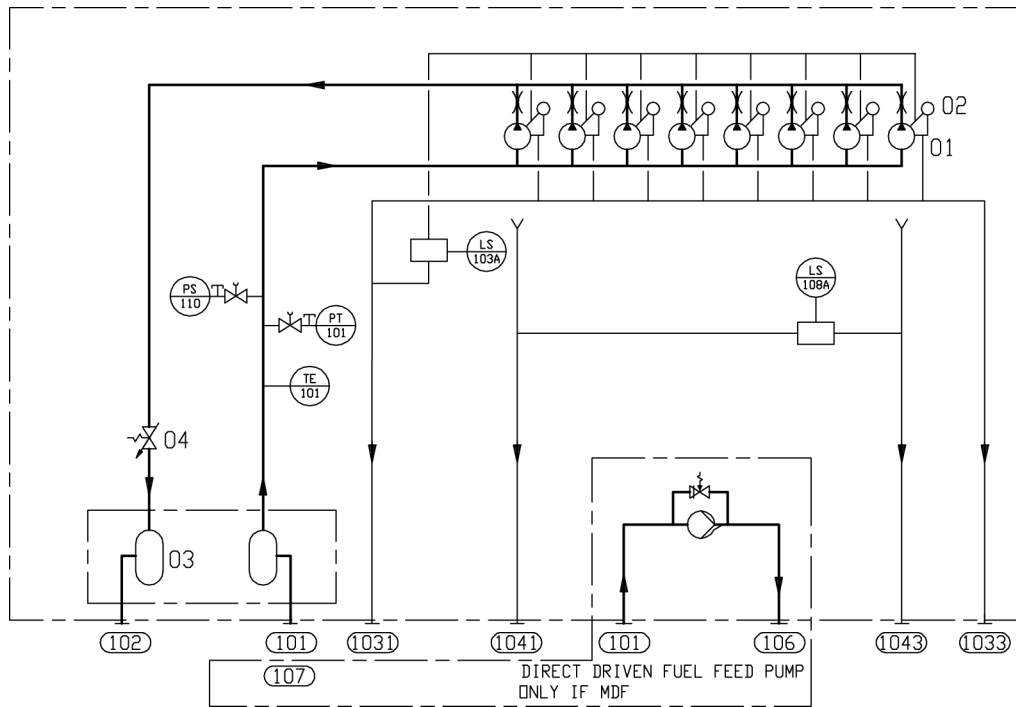 02
01
LS
103A
LS
108A
PS
110
PT
101
TE
101
04
03
102
101
1031
1041
101
106
1043
1033
107
DIRECT DRIVEN FUEL FEED PUMP
ONLY IF MDF